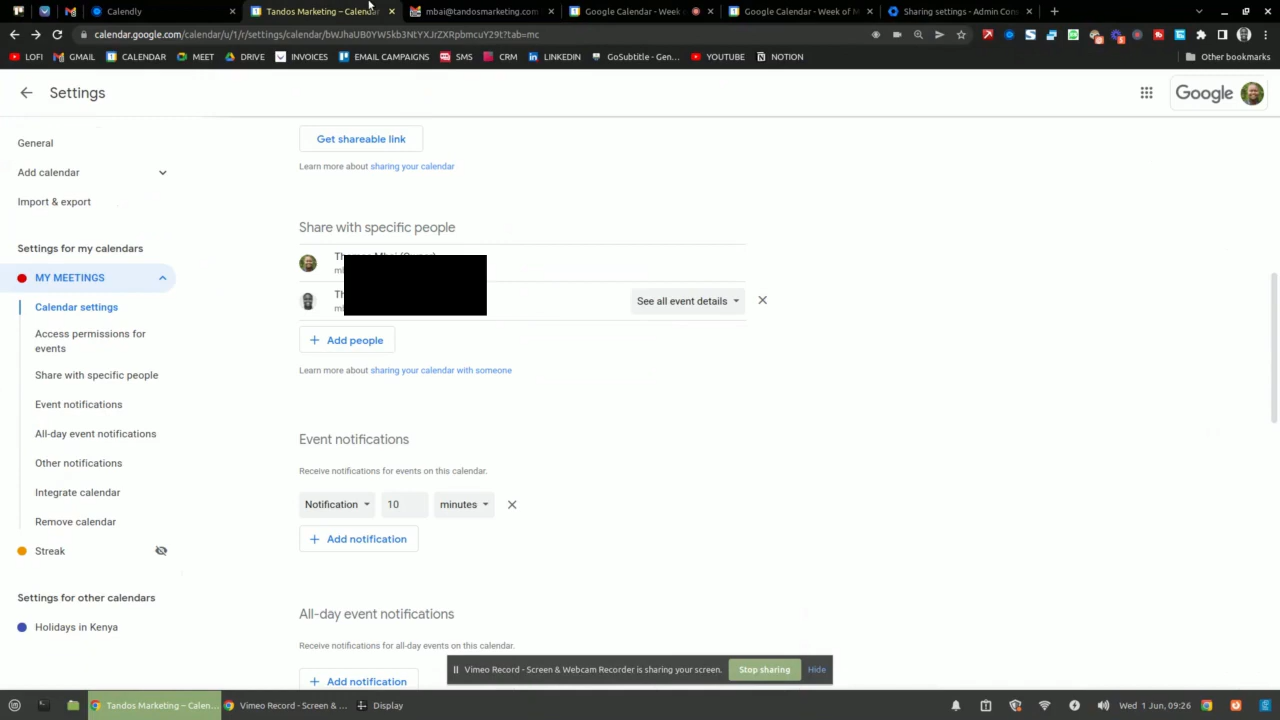 Calendly
Tandos Marketing – Calendar
mbai@tandosmarketing.com
Google Calendar - Week
Google Calendar - Week of M
Sharing settings - Admin Con
calendar.google.com/calendar/u/1/r/settings/calendar/bWJhaUB0YW5kb3NtYXJrZXRpbmcuY29t?tab=mc
LOFI
GMAIL
CALENDAR
MEET
DRIVE
INVOICES
EMAIL CAMPAIGNS
SMS
CRM
LINKEDIN
GoSubtitle - Gen...
YOUTUBE
NOTION
Other bookmarks
Settings
Google
General
Add calendar
Import & export
Settings for my calendars
MY MEETINGS
Calendar settings
Access permissions for
events
Share with specific people
Event notifications
All-day event notifications
Other notifications
Integrate calendar
Remove calendar
Streak
Settings for other calendars
Holidays in Kenya
Get shareable link
Learn more about sharing your calendar
Share with specific people
See all event details
Add people
Learn more about sharing your calendar with someone
Event notifications
Receive notifications for events on this calendar.
Notification 10 minutes
Add notification
All-day event notifications
Receive notifications for all-day events on this calendar.
Add notification
Vimeo Record - Screen & Webcam Recorder is sharing your screen.
Stop sharing
Hide
Tandos Marketing – Calen...
Vimeo Record - Screen & ...
Display
Wed 1 Jun, 09:26